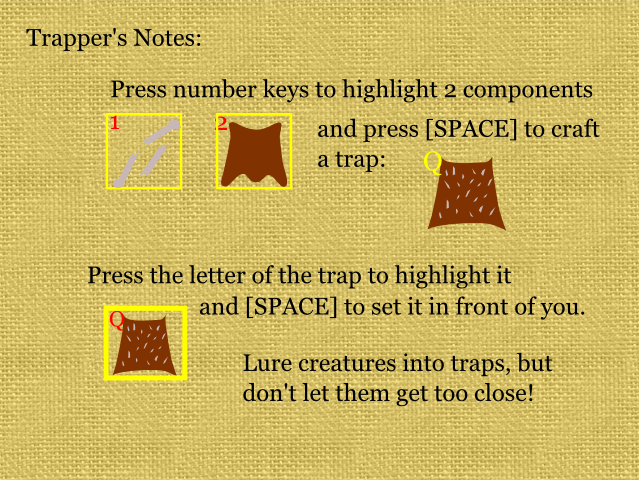 Trapper's Notes:
Press number keys to highlight 2 components
1
2
and press [SPACE] to craft
a trap:
Q
Press the letter of the trap to highlight it
and [SPACE] to set it in front of you.
Q
Lure creatures into traps, but
don't let them get too close!